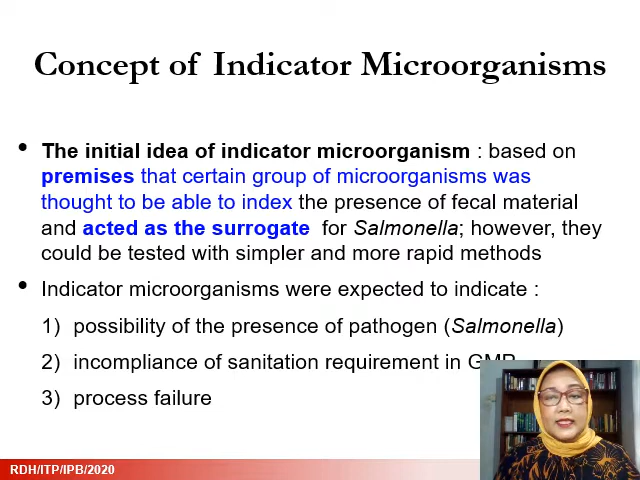 Concept of Indicator Microorganisms
• The initial idea of indicator microorganism : based on
premises that certain group of microorganisms was
thought to be able to index the presence of fecal material
and acted as the surrogate for Salmonella; however, they
could be tested with simpler and more rapid methods
• Indicator microorganisms were expected to indicate :
1) possibility of the presence of pathogen (Salmonella)
2) incompliance of sanitation requirement in GMP
3) process failure
RDH/ITP/IPB/2020